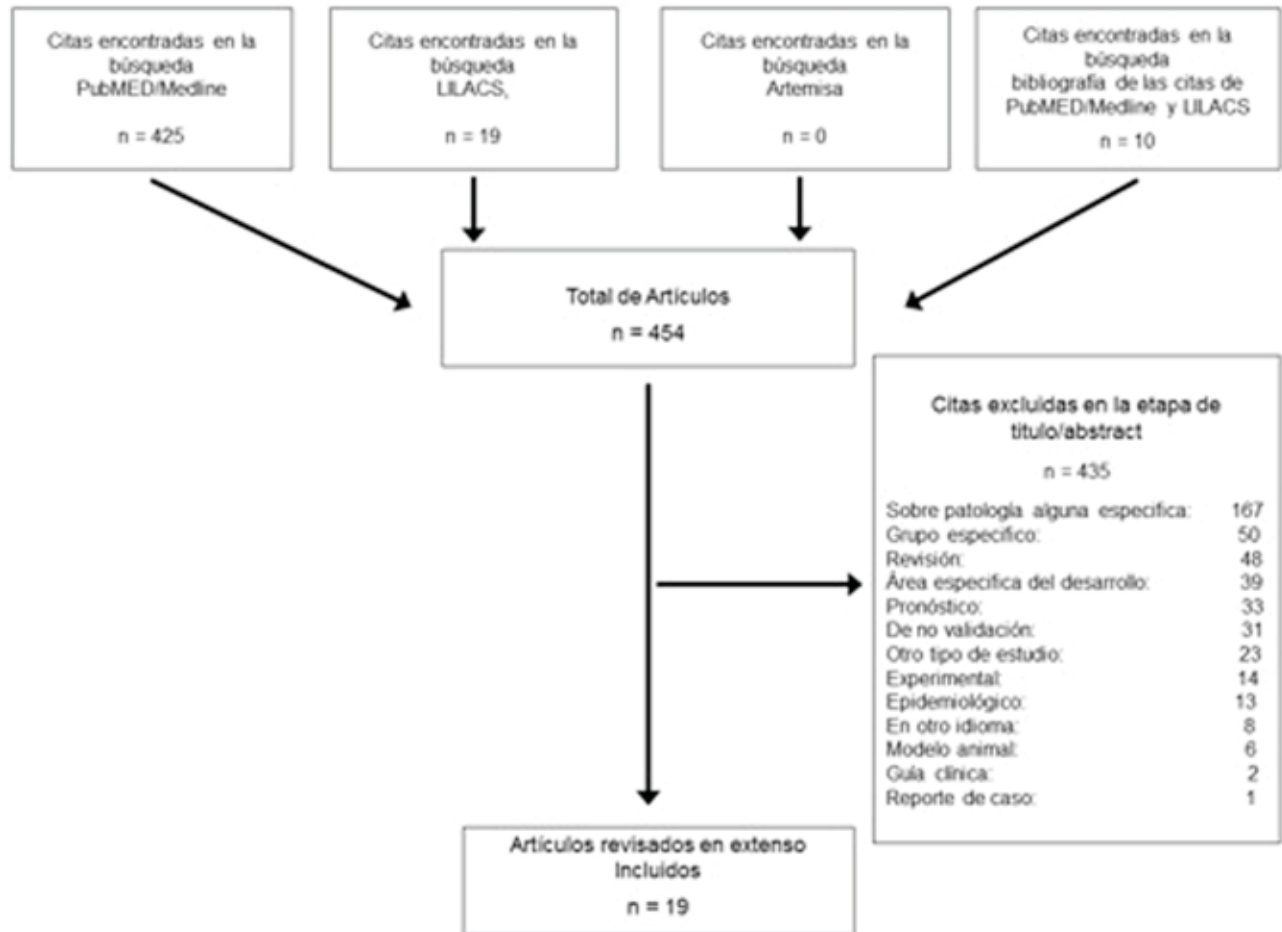 Citas encontradas en la
búsqueda
PubMED/Medline
n = 425
Citas encontradas en la
búsqueda
LILACS,
n = 19
Citas encontradas en la
búsqueda
Artemisa
n = 0
Citas encontradas en la
búsqueda
bibliografía de las citas de
PubMED/Medline y LILACS
n = 10
Total de Artículos
n = 454
Citas excluidas en la etapa de
titulo/abstract
n = 435
Sobre patología alguna especifica: 167
Grupo especifico: 50
Revisión: 48
Área especifica del desarrollo: 39
Pronóstico: 33
De no validación: 31
Otro tipo de estudio: 23
Experimental: 14
Epidemiológico: 13
En otro idioma: 8
Modelo animal: 6
Guía clínica: 2
Reporte de caso: 1
Artículos revisados en extenso
Incluidos
n = 19